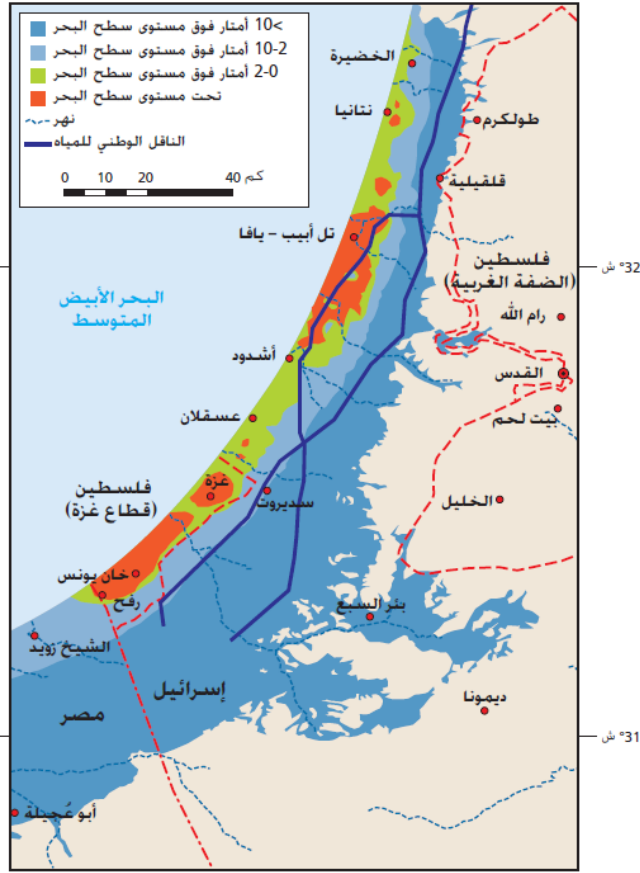 >10 أمتار فوق مستوى سطح البحر
10-2 أمتار فوق مستوى سطح البحر
2-0 أمتار فوق مستوى سطح البحر
تحت مستوى سطح البحر
نهر
الناقل الوطني للمياه
0 10 20 40 كم
الخضيرة
نتانيا
طولكرم
قلقيلية
تل أبيب – يافا
فلسطين
(الضفة الغربية)
°32 ش
البحر الأبيض
المتوسط
رام الله
أشدود
القدس
بيت لحم
عسقلان
غزة
سديروت
فلسطين
(قطاع غزة)
الخليل
خان يونس
رفح
بئر السبع
الشيخ زويد
إسرائيل
ديمونا
مصر
°31 ش
أبو عُجيلة